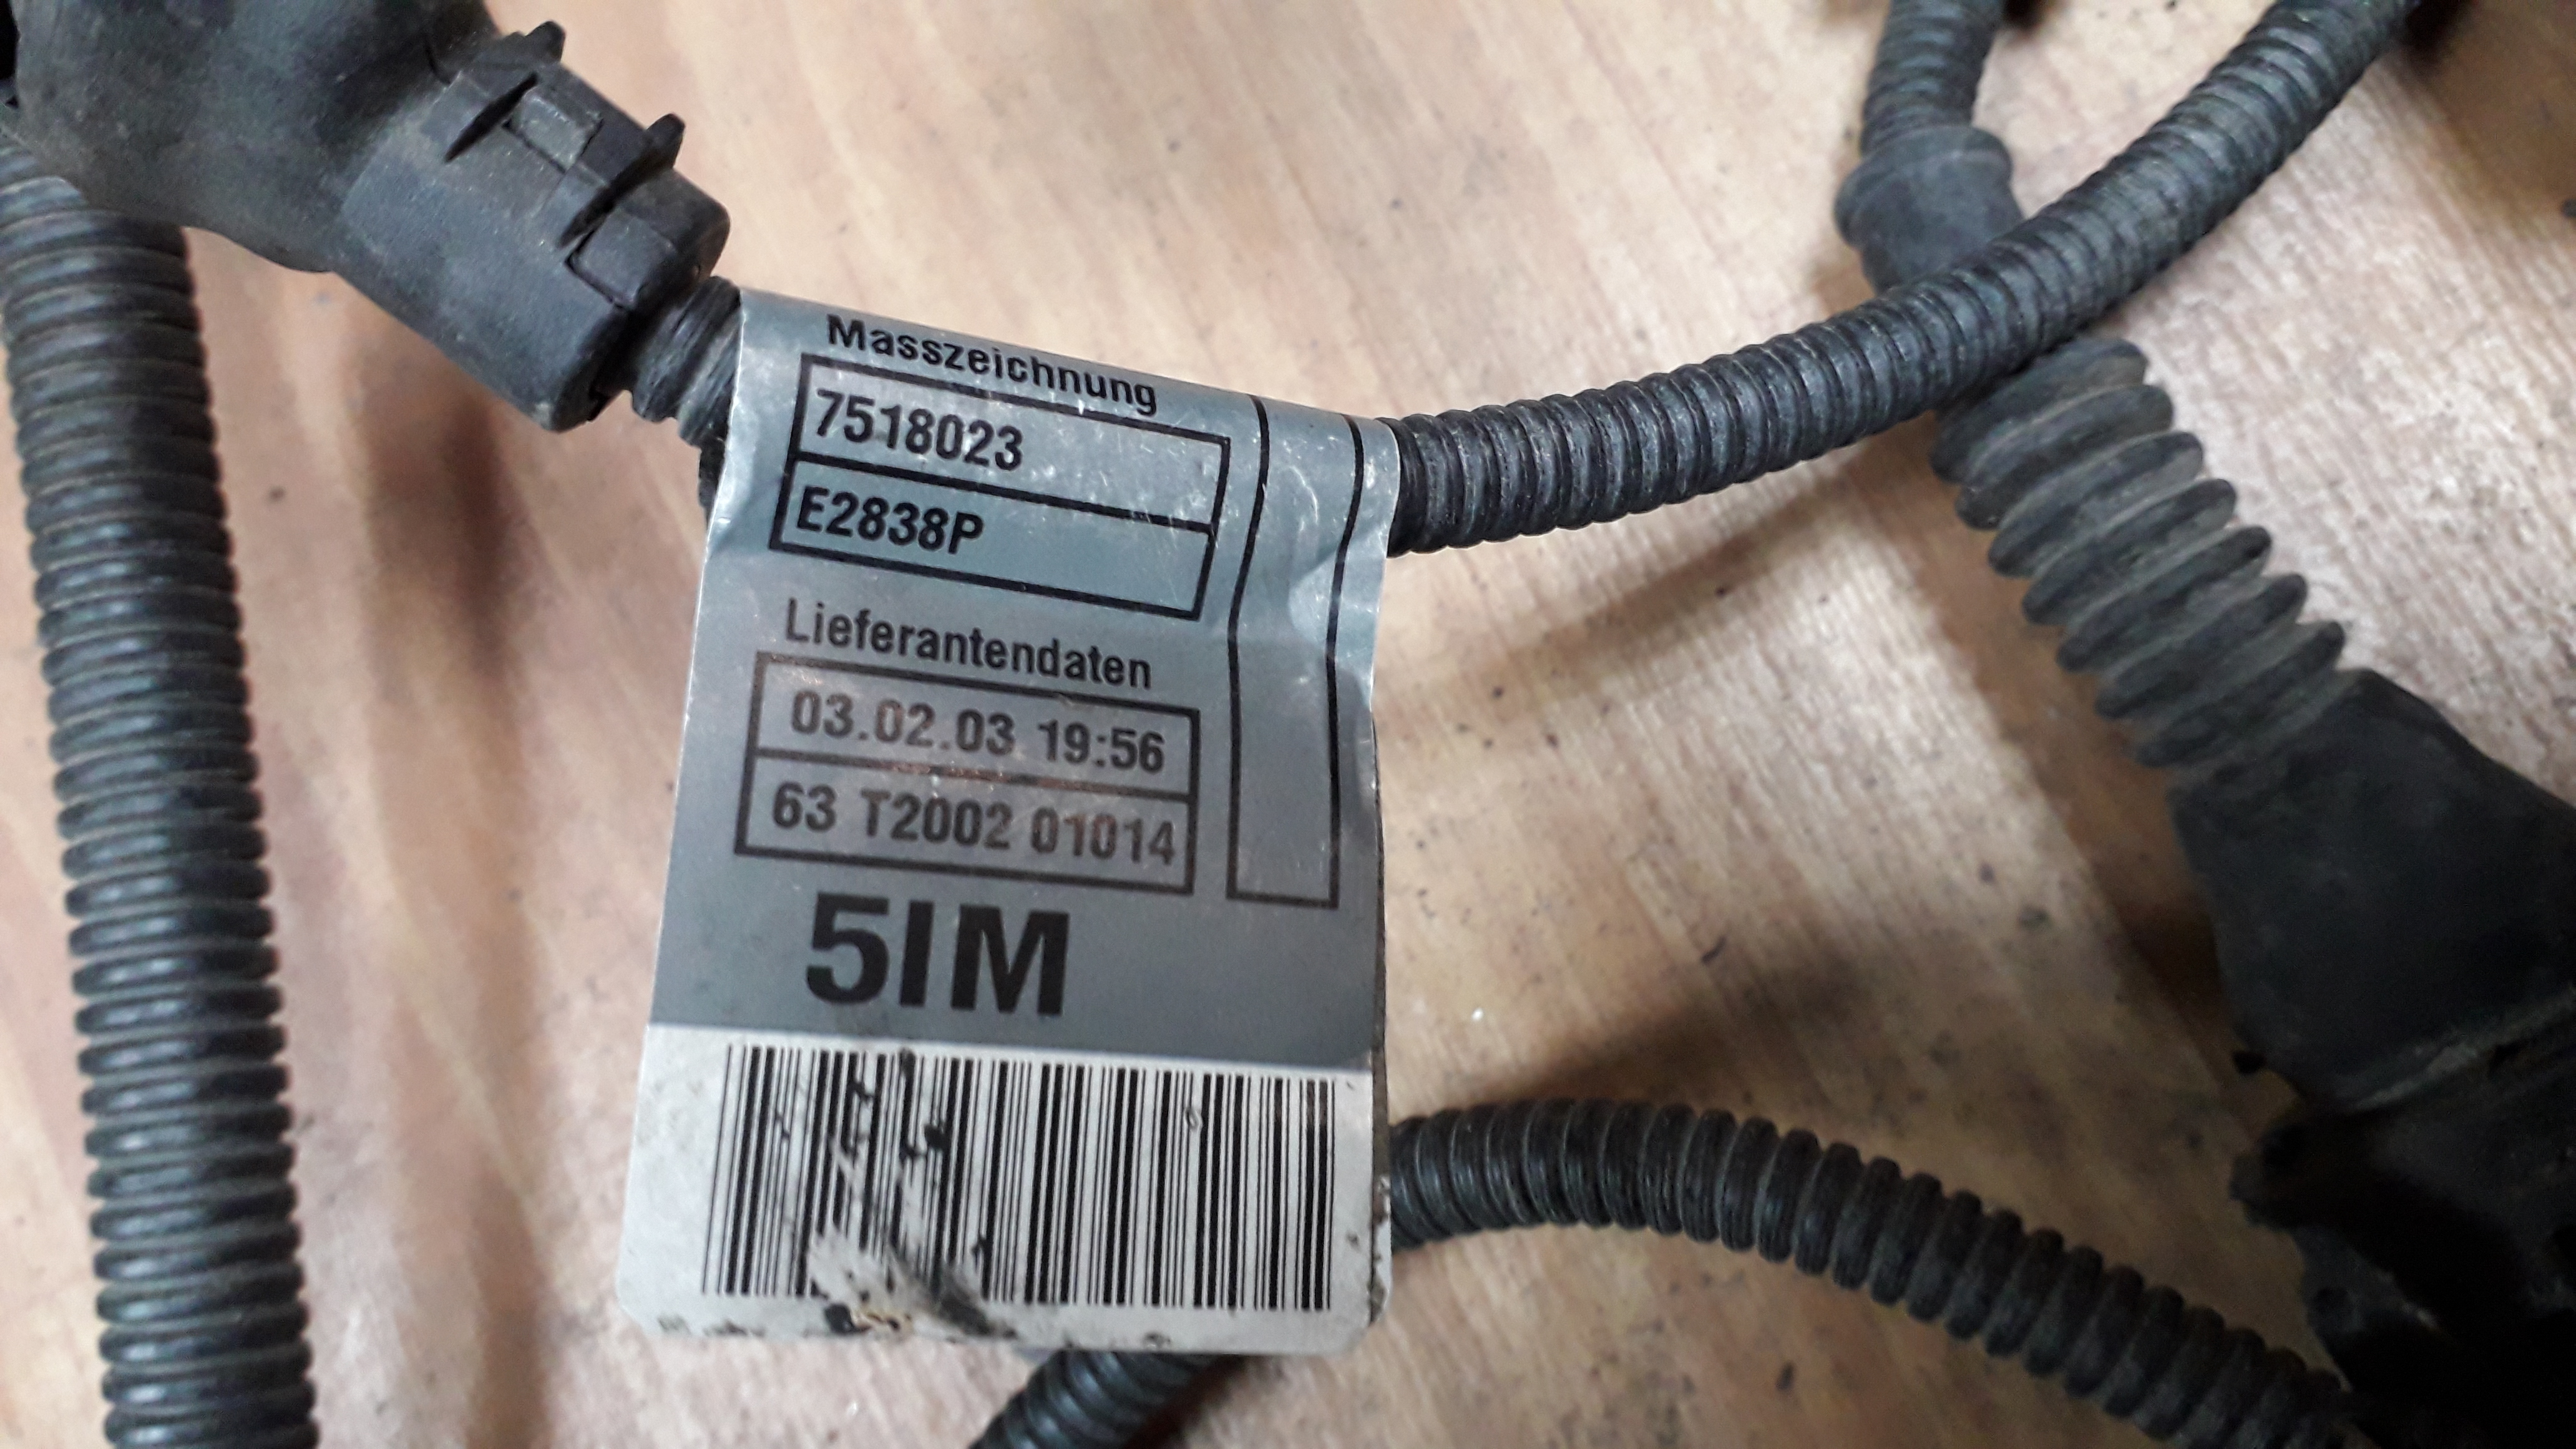 Masszeichnung
7518023
E2838P
Lieferantendaten
03.02.03 19:56
63 T2002 01014
5IM